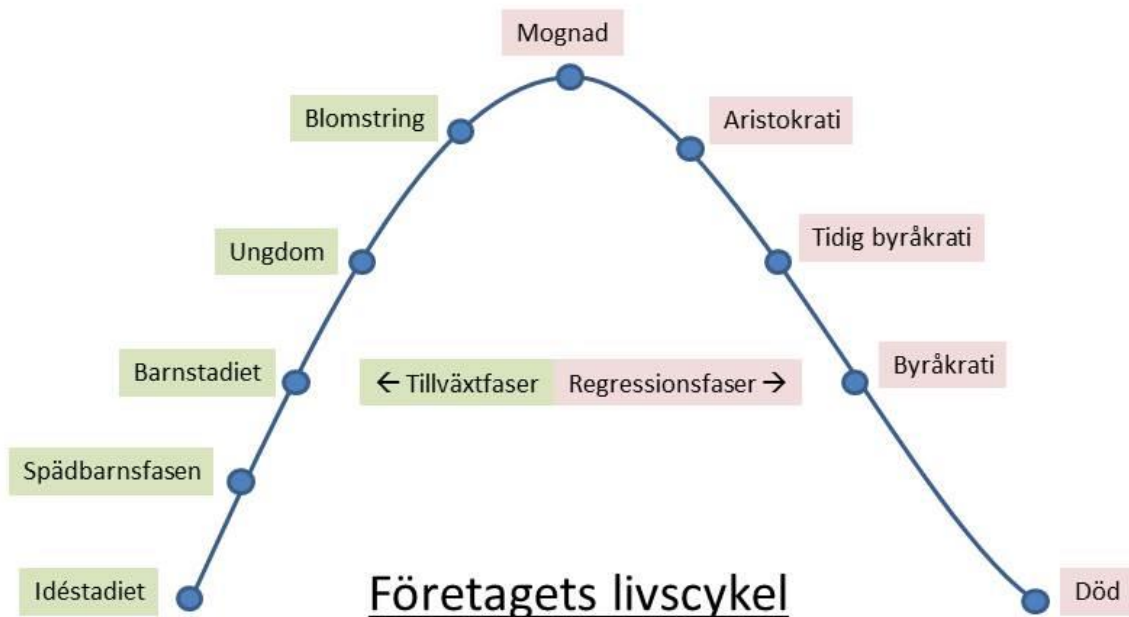 Mognad
Blomstring
Aristokrati
Ungdom
Tidig byråkrati
Barnstadiet
← Tillväxtfaser
Regressionsfaser →
Byråkrati
Spädbarnsfasen
Idéstadiet
Företagets livscykel
Död